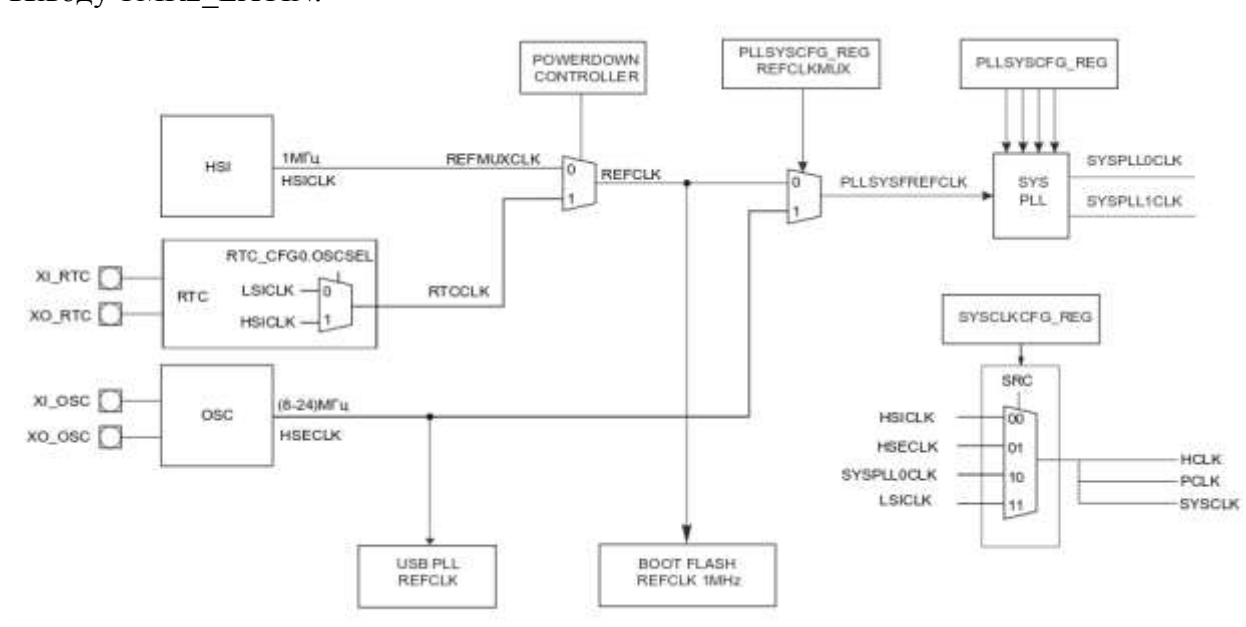 POWERDOWN
CONTROLLER
PLLSYSCFG_REG
REFCLKMUX
PLLSYSCFG_REG
HSI
1МГц
HSICLK
REFMUXCLK
0
1
REFCLK
0
1
PLLSYSFREFCLK
SYS
PLL
SYSPLL0CLK
SYSPLL1CLK
XI_RTC
XO_RTC
RTC
RTC_CFG0.OSCSEL
LSICLK
0
HSICLK
1
RTCCLK
SYSCLKCFG_REG
XI_OSC
XO_OSC
OSC
(6-24)МГц
HSECLK
SRC
HSICLK
00
HSECLK
01
SYSPLL0CLK
10
LSICLK
11
HCLK
PCLK
SYSCLK
USB PLL
REFCLK
BOOT FLASH
REFCLK 1MHz